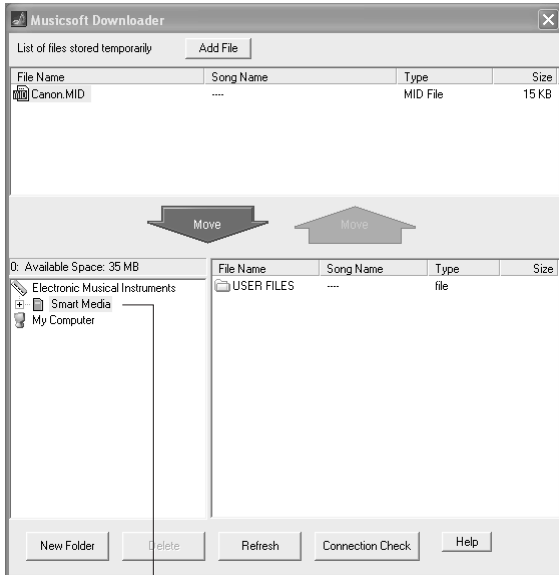 Musicsoft Downloader
List of files stored temporarily Add File
File Name Song Name Type Size
Canon.MID ---- MID File 15 KB
Move Move
0: Available Space: 35 MB
File Name Song Name Type Size
Electronic Musical Instruments
USER FILES ---- file
Smart Media
My Computer
New Folder Delete Refresh Connection Check Help